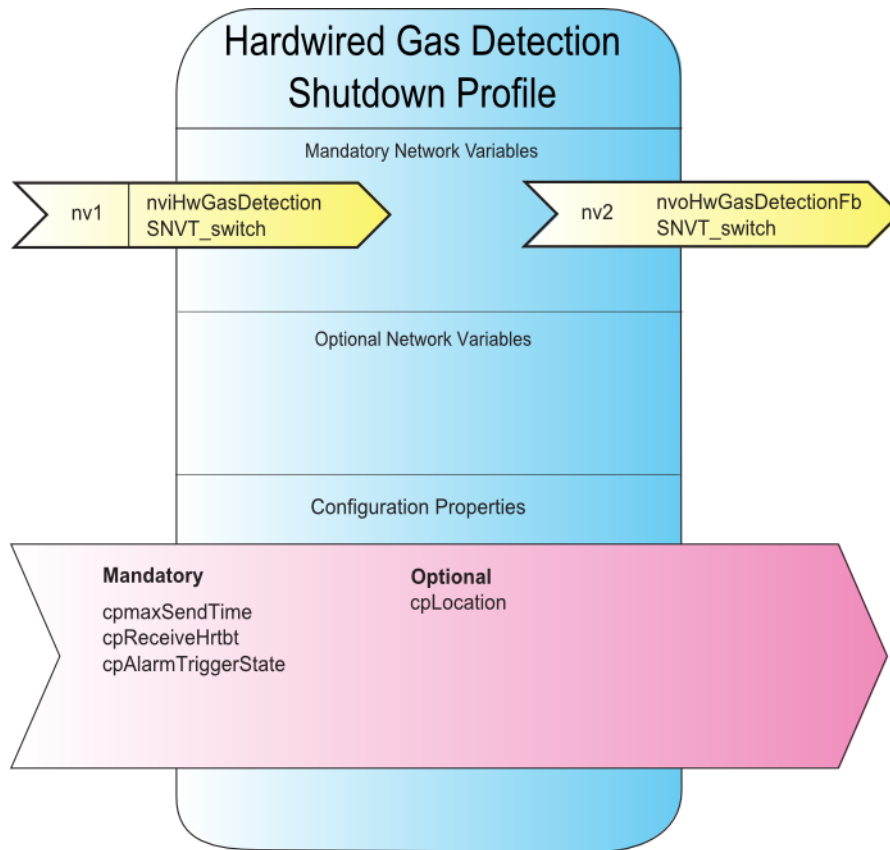 Hardwired Gas Detection
Shutdown Profile
Mandatory Network Variables
nv1
nviHwGasDetection
SNVT_switch
nv2
nvoHwGasDetectionFb
SNVT_switch
Optional Network Variables
Configuration Properties
Mandatory
cpmaxSendTime
cpReceiveHrtbt
cpAlarmTriggerState
Optional
cpLocation